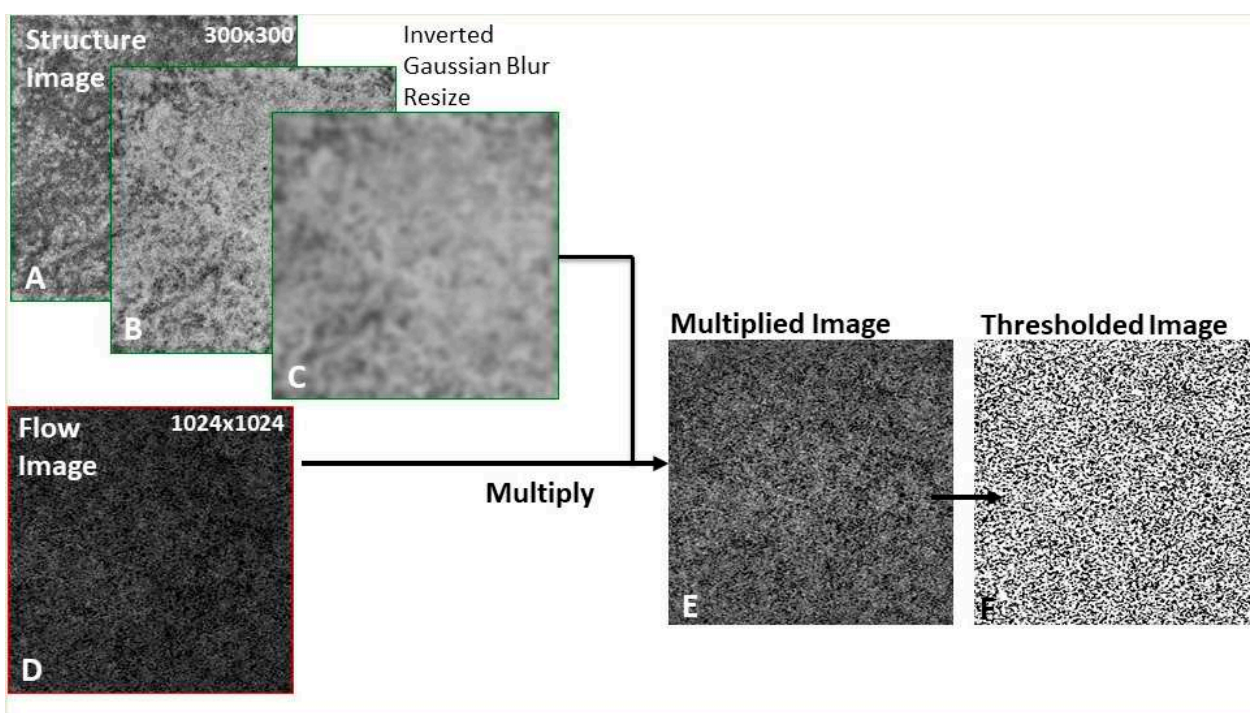 Structure
Image
300x300
A
B
C
Inverted
Gaussian Blur
Resize
Flow
Image
1024x1024
D
Multiply
Multiplied Image
E
Thresholded Image
F